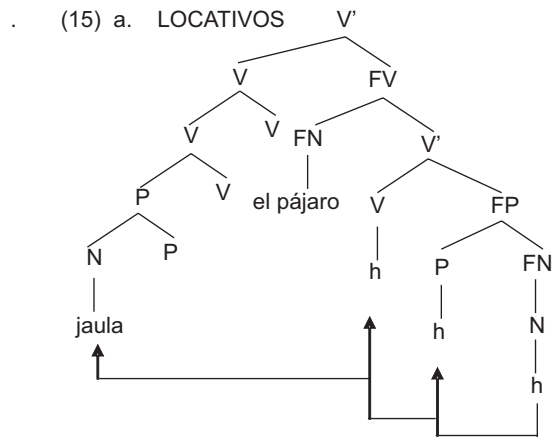 . (15) a. LOCATIVOS V'
V FV
V V FN V'
P V el pájaro V FP
N P h P FN
jaula h N
h